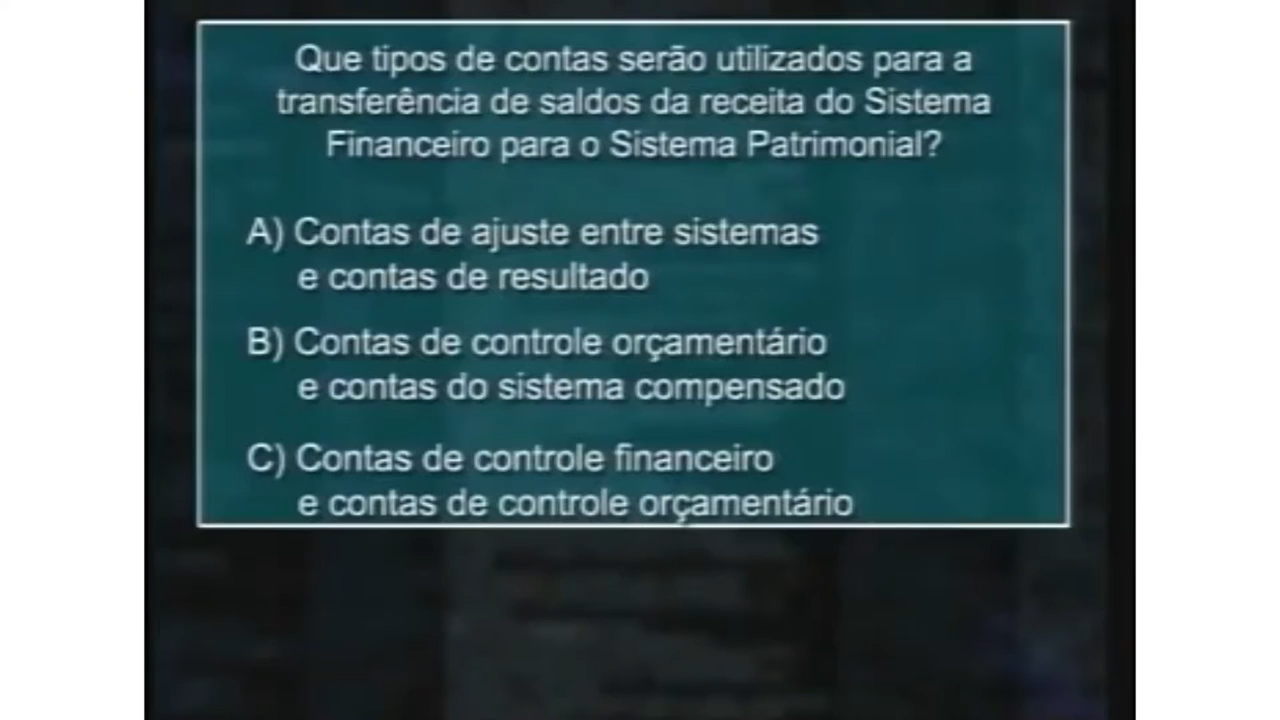 Que tipos de contas serão utilizados para a
transferência de saldos da receita do Sistema
Financeiro para o Sistema Patrimonial?
A) Contas de ajuste entre sistemas
e contas de resultado
B) Contas de controle orçamentário
e contas do sistema compensado
C) Contas de controle financeiro
e contas de controle orçamentário